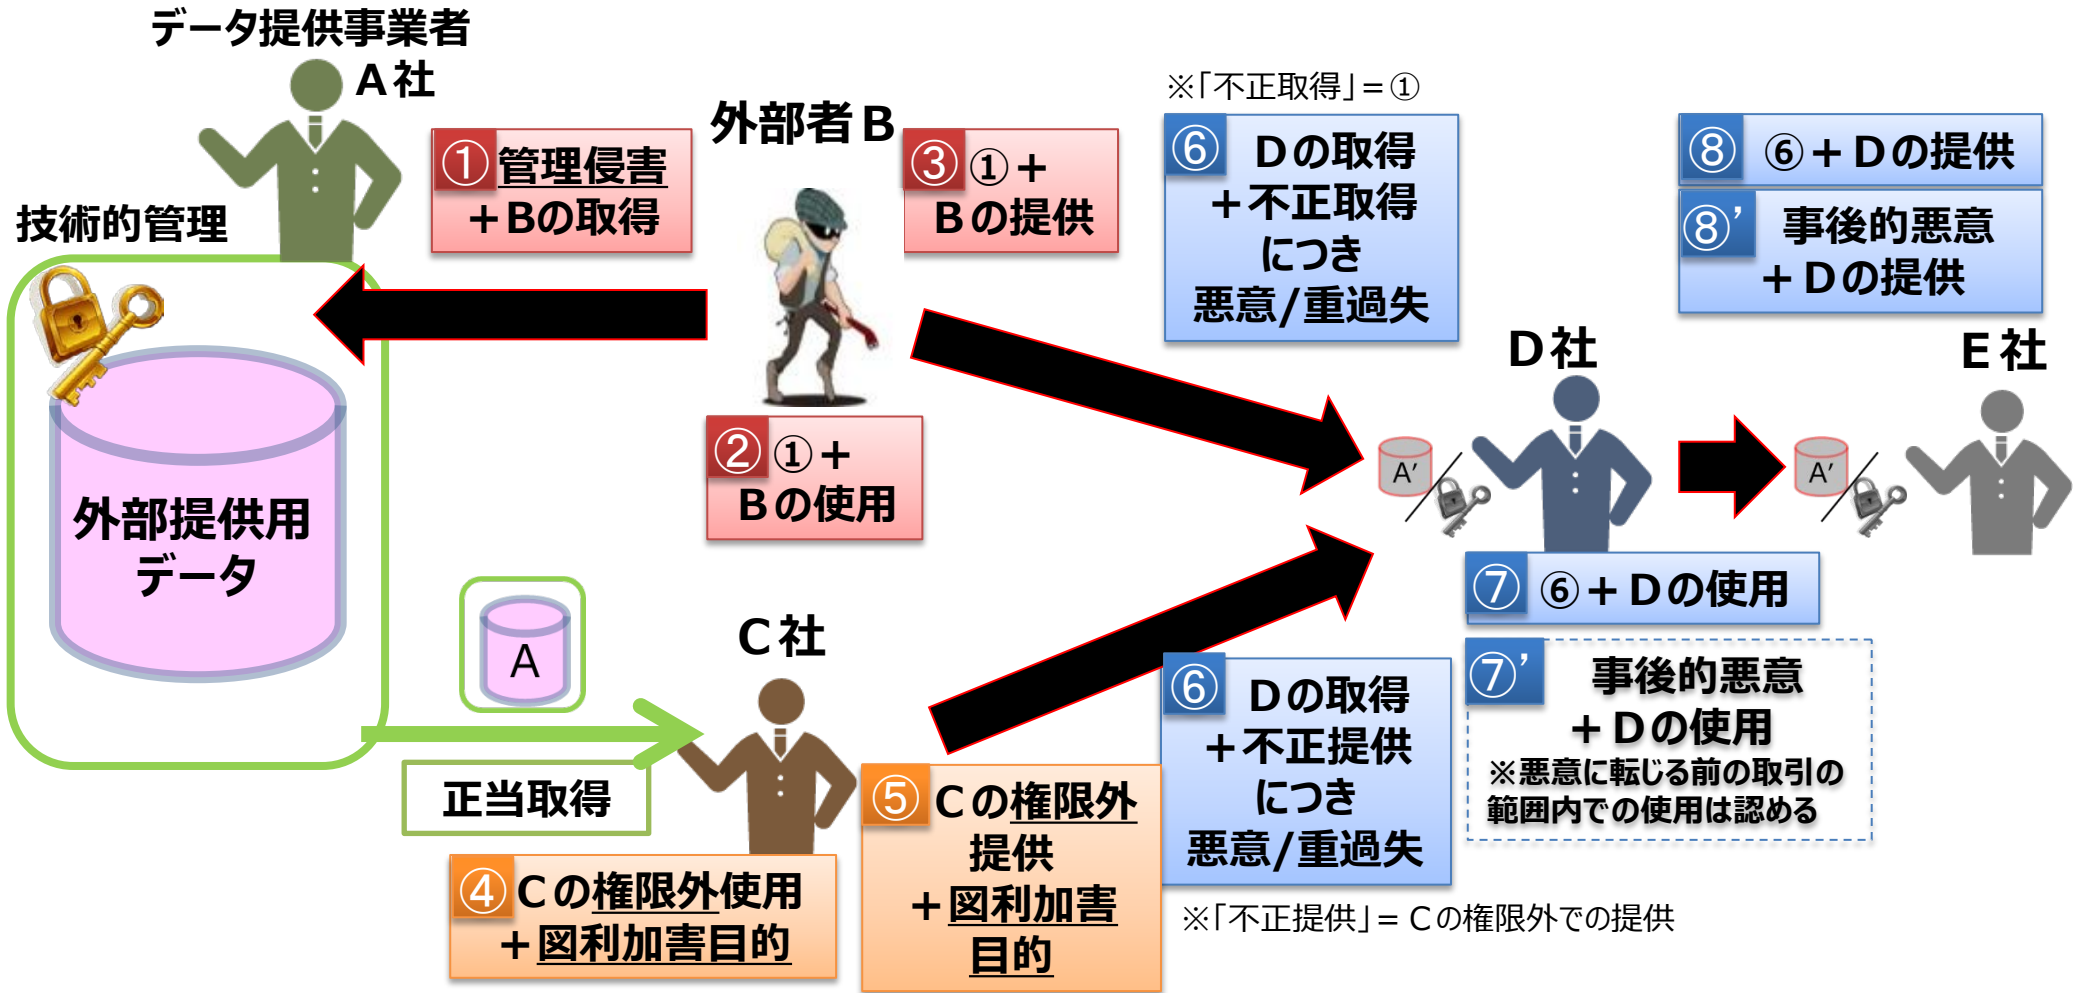 データ提供事業者
A社
技術的管理
外部提供用
データ
① 管理侵害
＋Bの取得
外部者B
③ ①＋
Bの提供
② ①＋
Bの使用
A
正当取得
C社
④ Cの権限外使用
＋図利加害目的
⑤ Cの権限外
提供
＋図利加害
目的
※「不正取得」=①
⑥ Dの取得
＋不正取得
につき
悪意/重過失
⑥ Dの取得
＋不正提供
につき
悪意/重過失
※「不正提供」= Cの権限外での提供
D社
A′
⑦ ⑥＋Dの使用
⑦’ 事後的悪意
＋Dの使用
※悪意に転じる前の取引の
範囲内での使用は認める
⑧ ⑥＋Dの提供
⑧’ 事後的悪意
＋Dの提供
E社
A′